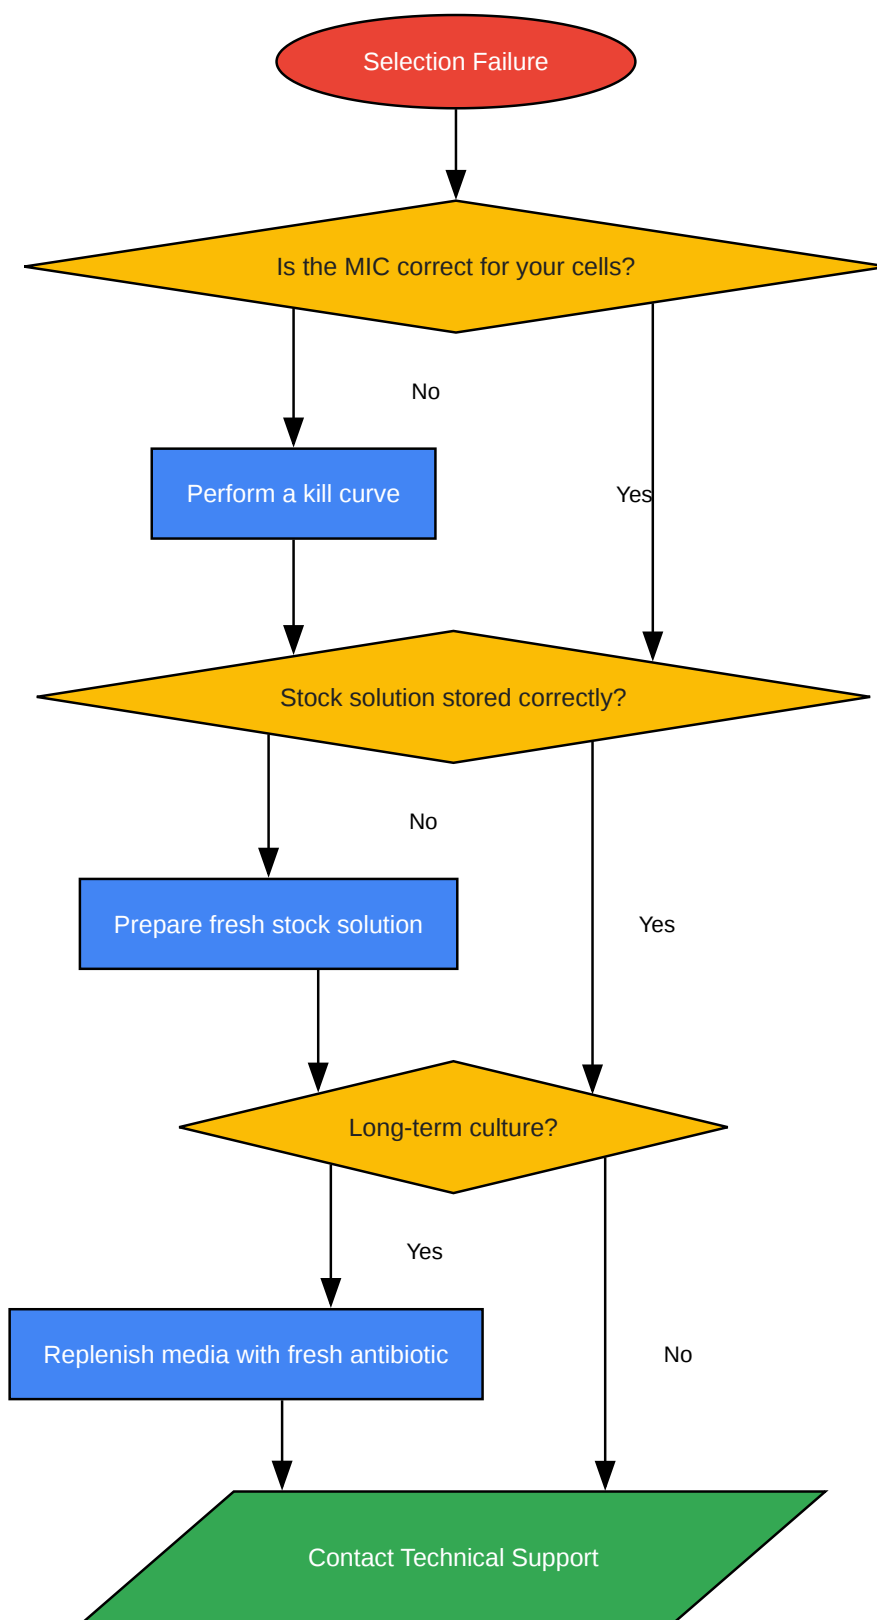 Selection Failure
Is the MIC correct for your cells?
No
Perform a kill curve
Yes
Stock solution stored correctly?
No
Prepare fresh stock solution
Yes
Long-term culture?
Yes
Replenish media with fresh antibiotic
No
Contact Technical Support